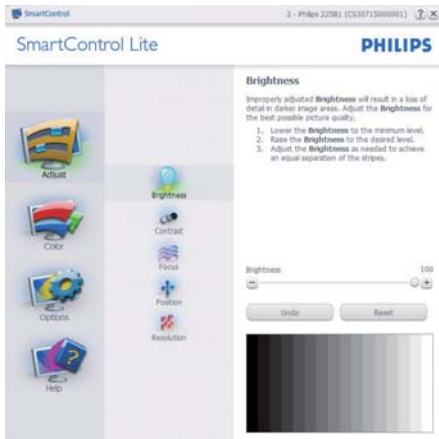 SmartControl
2 - Philips 225B1 (CS30715000001)
SmartControl Lite
PHILIPS
Adjust
Color
Options
Help
Brightness
Contrast
Focus
Position
Resolution
Brightness
Improperly adjusted Brightness will result in a loss of
detail in darker image areas. Adjust the Brightness for
the best possible picture quality.
1. Lower the Brightness to the minimum level.
2. Raise the Brightness to the desired level.
3. Adjust the Brightness as needed to achieve
an equal separation of the stripes.
Brightness 100
Undo
Reset